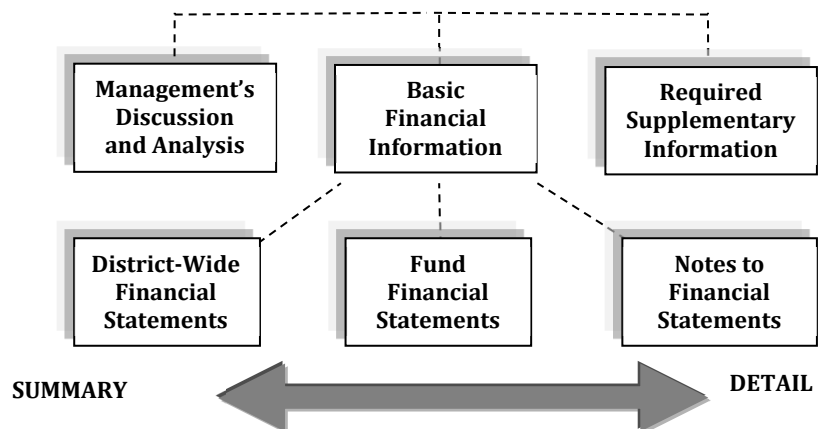 Management’s
Discussion
and Analysis
Basic
Financial
Information
Required
Supplementary
Information
District-Wide
Financial
Statements
Fund
Financial
Statements
Notes to
Financial
Statements
SUMMARY
DETAIL